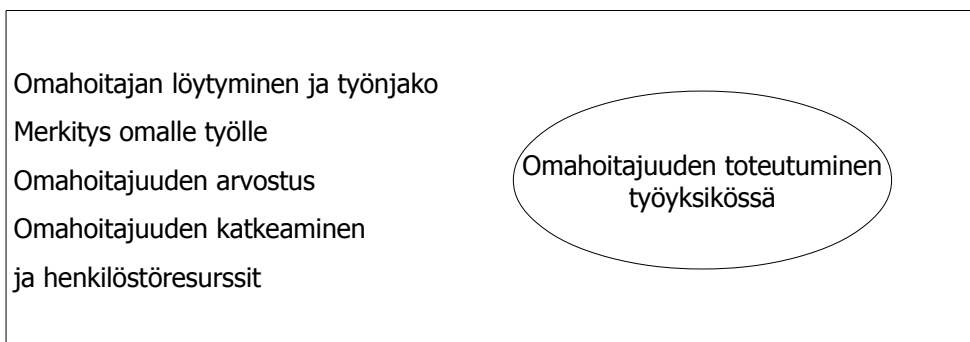 Omahoitajan löytyminen ja työnjako
Merkitys omalle työlle
Omahoitajuuden arvostus
Omahoitajuuden katkeaminen
ja henkilöstöresurssit
Omahoitajuuden toteutuminen
työyksikössä